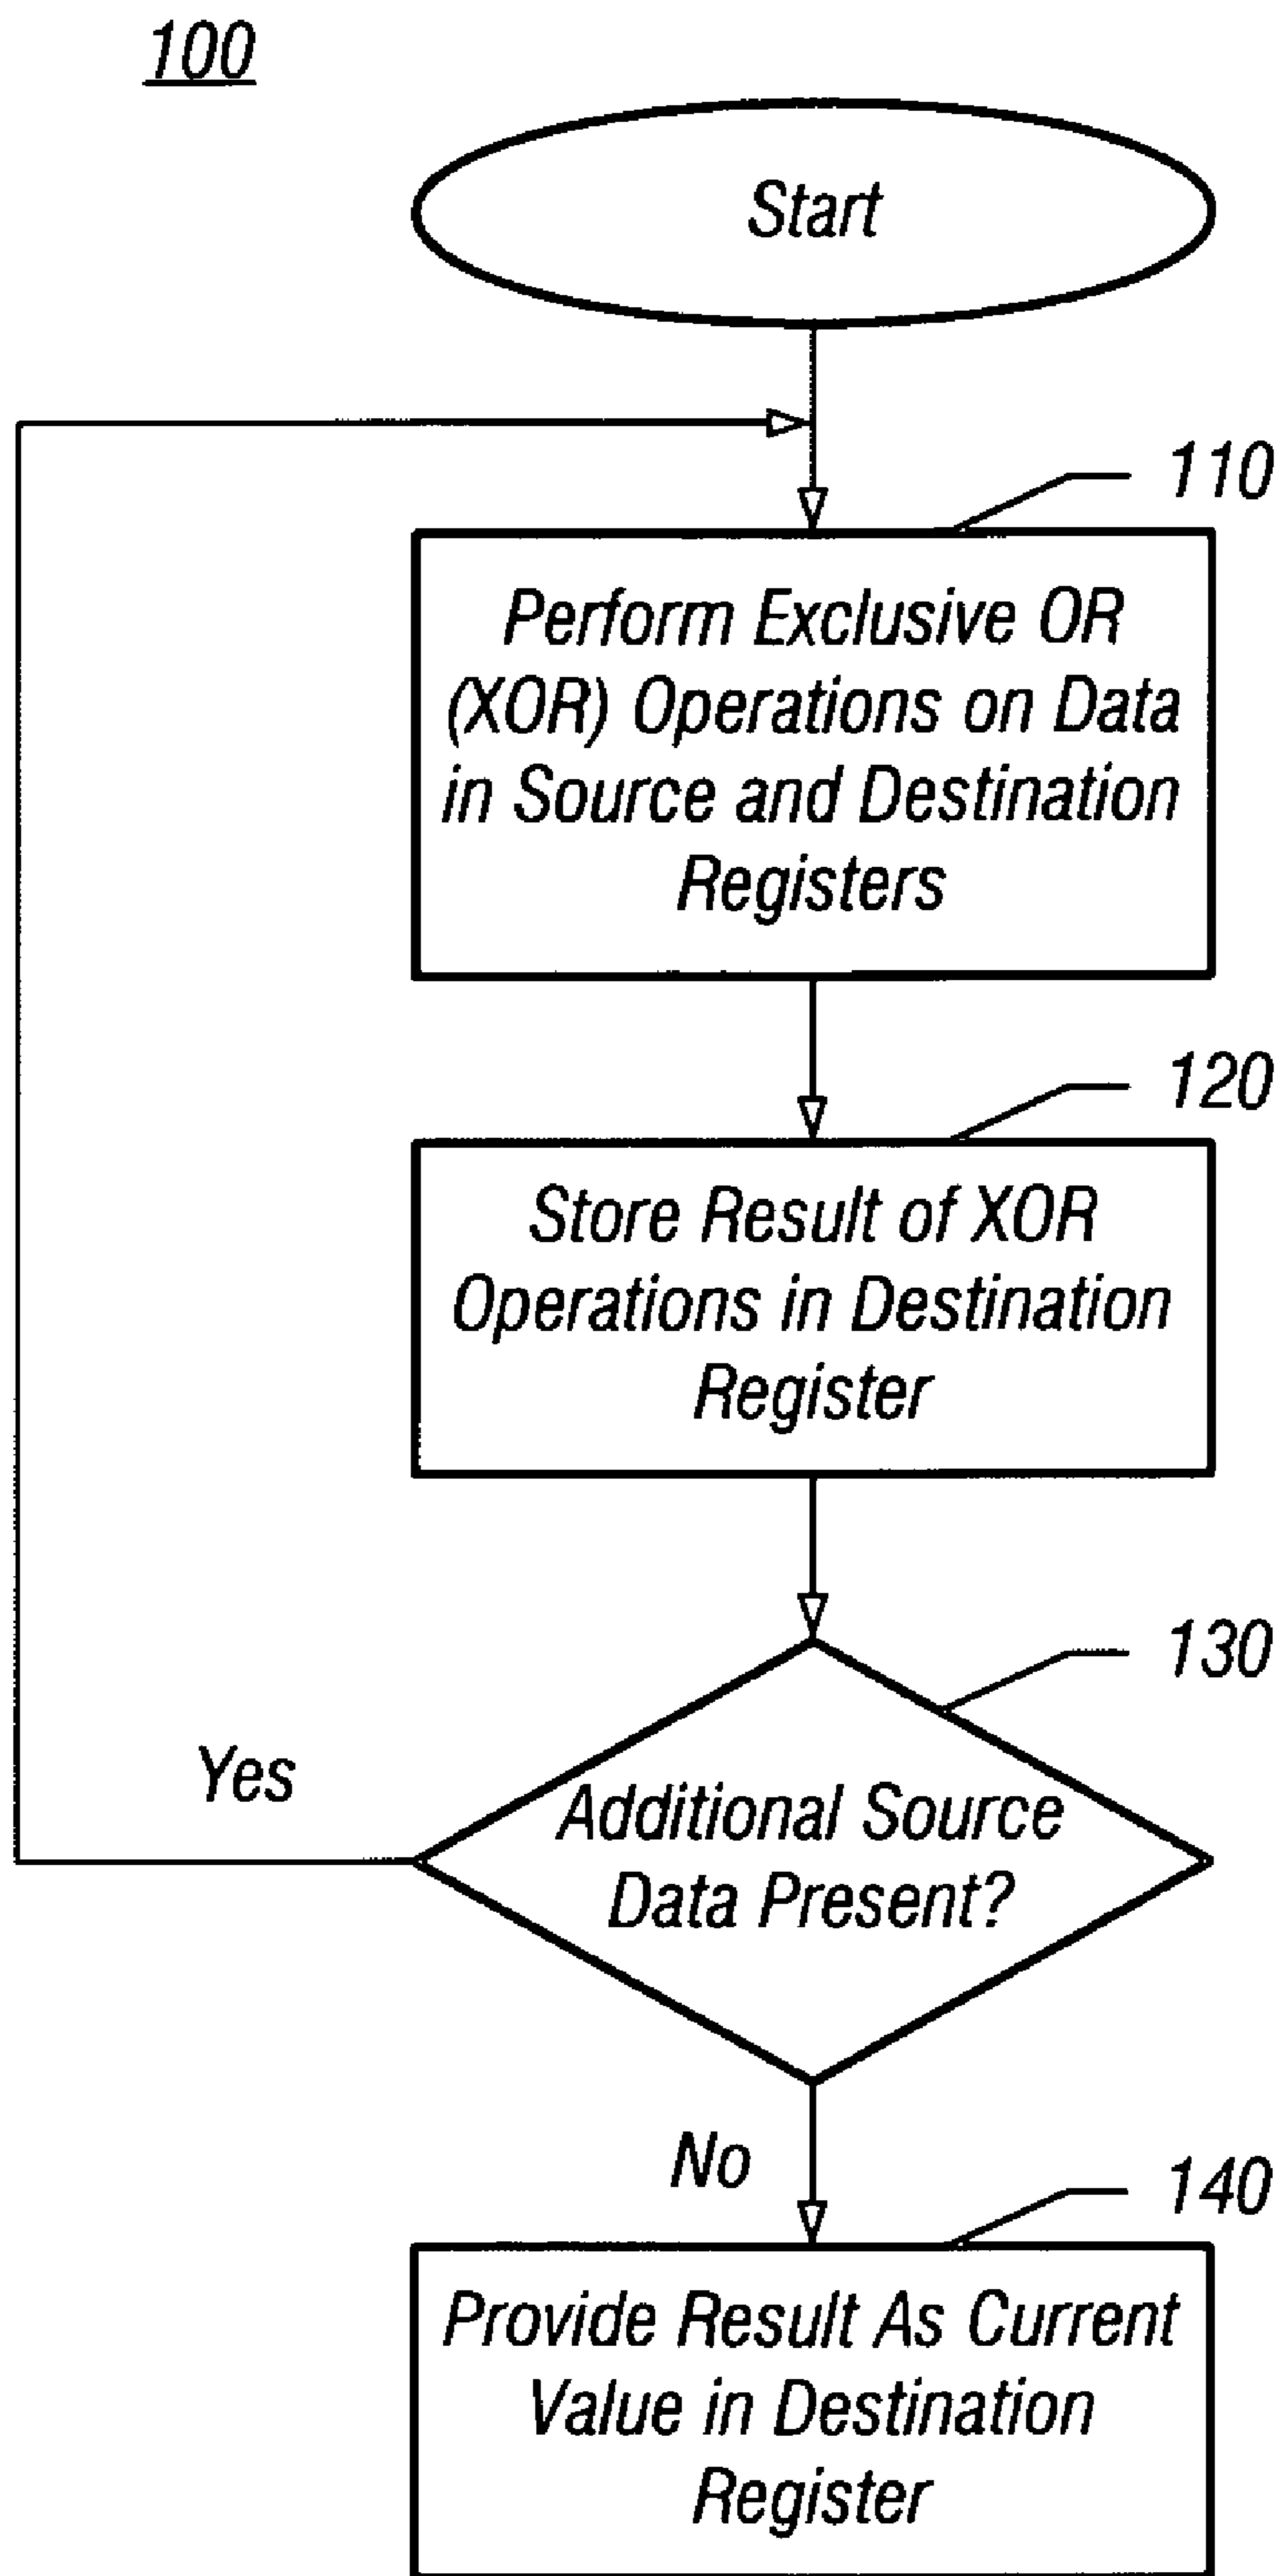 100
Start
110
Perform Exclusive OR
(XOR) Operations on Data
in Source and Destination
Registers
120
Store Result of XOR
Operations in Destination
Register
130
Yes
Additional Source
Data Present?
No
140
Provide Result As Current
Value in Destination
Register